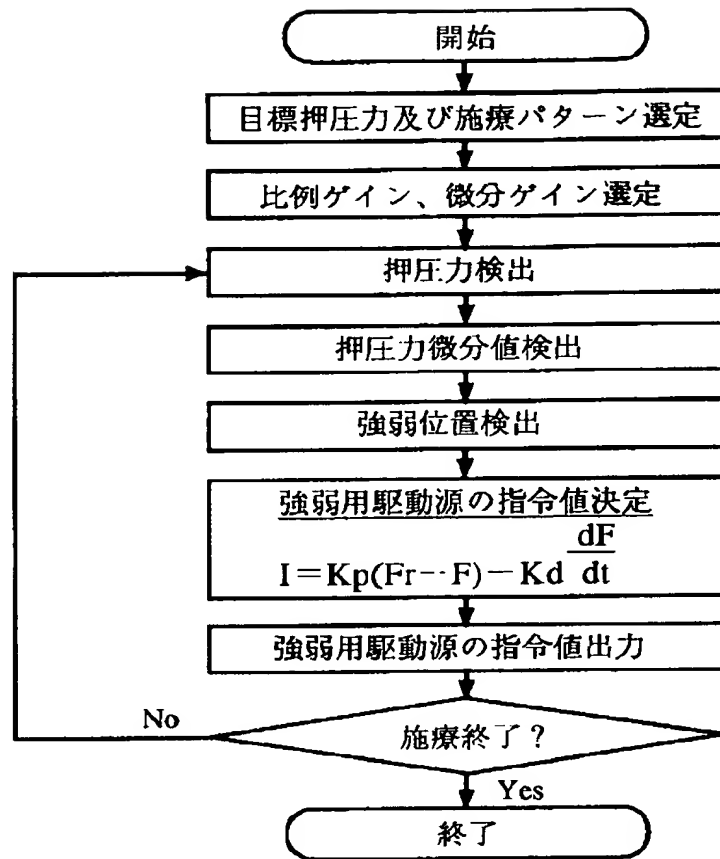 開始
目標押圧力及び施療パターン選定
比例ゲイン、微分ゲイン選定
押圧力検出
押圧力微分値検出
強弱位置検出
強弱用駆動源の指令値決定
I＝Kp(Fr－F)－Kd dF/dt
強弱用駆動源の指令値出力
施療終了？
No
Yes
終了